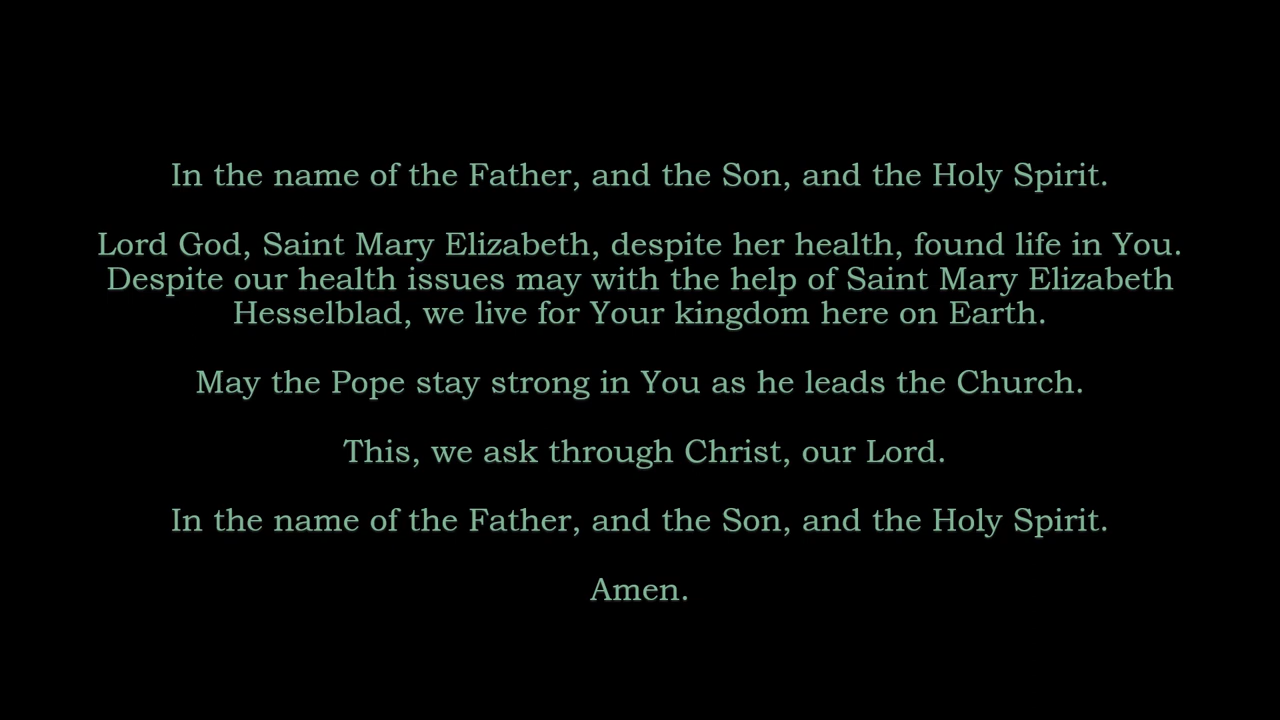 In the name of the Father, and the Son, and the Holy Spirit.
Lord God, Saint Mary Elizabeth, despite her health, found life in You.
Despite our health issues may with the help of Saint Mary Elizabeth
Hesselblad, we live for Your kingdom here on Earth.
May the Pope stay strong in You as he leads the Church.
This, we ask through Christ, our Lord.
In the name of the Father, and the Son, and the Holy Spirit.
Amen.